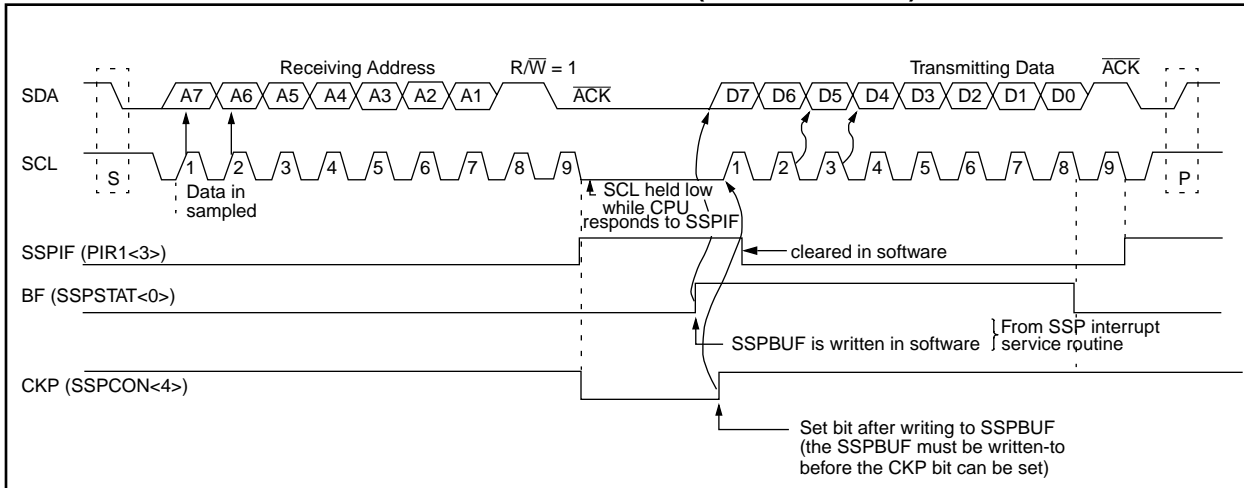 Receiving Address R/W̅ = 1 Transmitting Data A̅C̅K̅
SDA A7 A6 A5 A4 A3 A2 A1 A̅C̅K̅ D7 D6 D5 D4 D3 D2 D1 D0
SCL S 1 2 3 4 5 6 7 8 9 1 2 3 4 5 6 7 8 9 P
Data in
sampled
SCL held low
while CPU
responds to SSPIF
SSPIF (PIR1<3>)
cleared in software
BF (SSPSTAT<0>)
SSPBUF is written in software
From SSP interrupt
service routine
CKP (SSPCON<4>)
Set bit after writing to SSPBUF
(the SSPBUF must be written-to
before the CKP bit can be set)